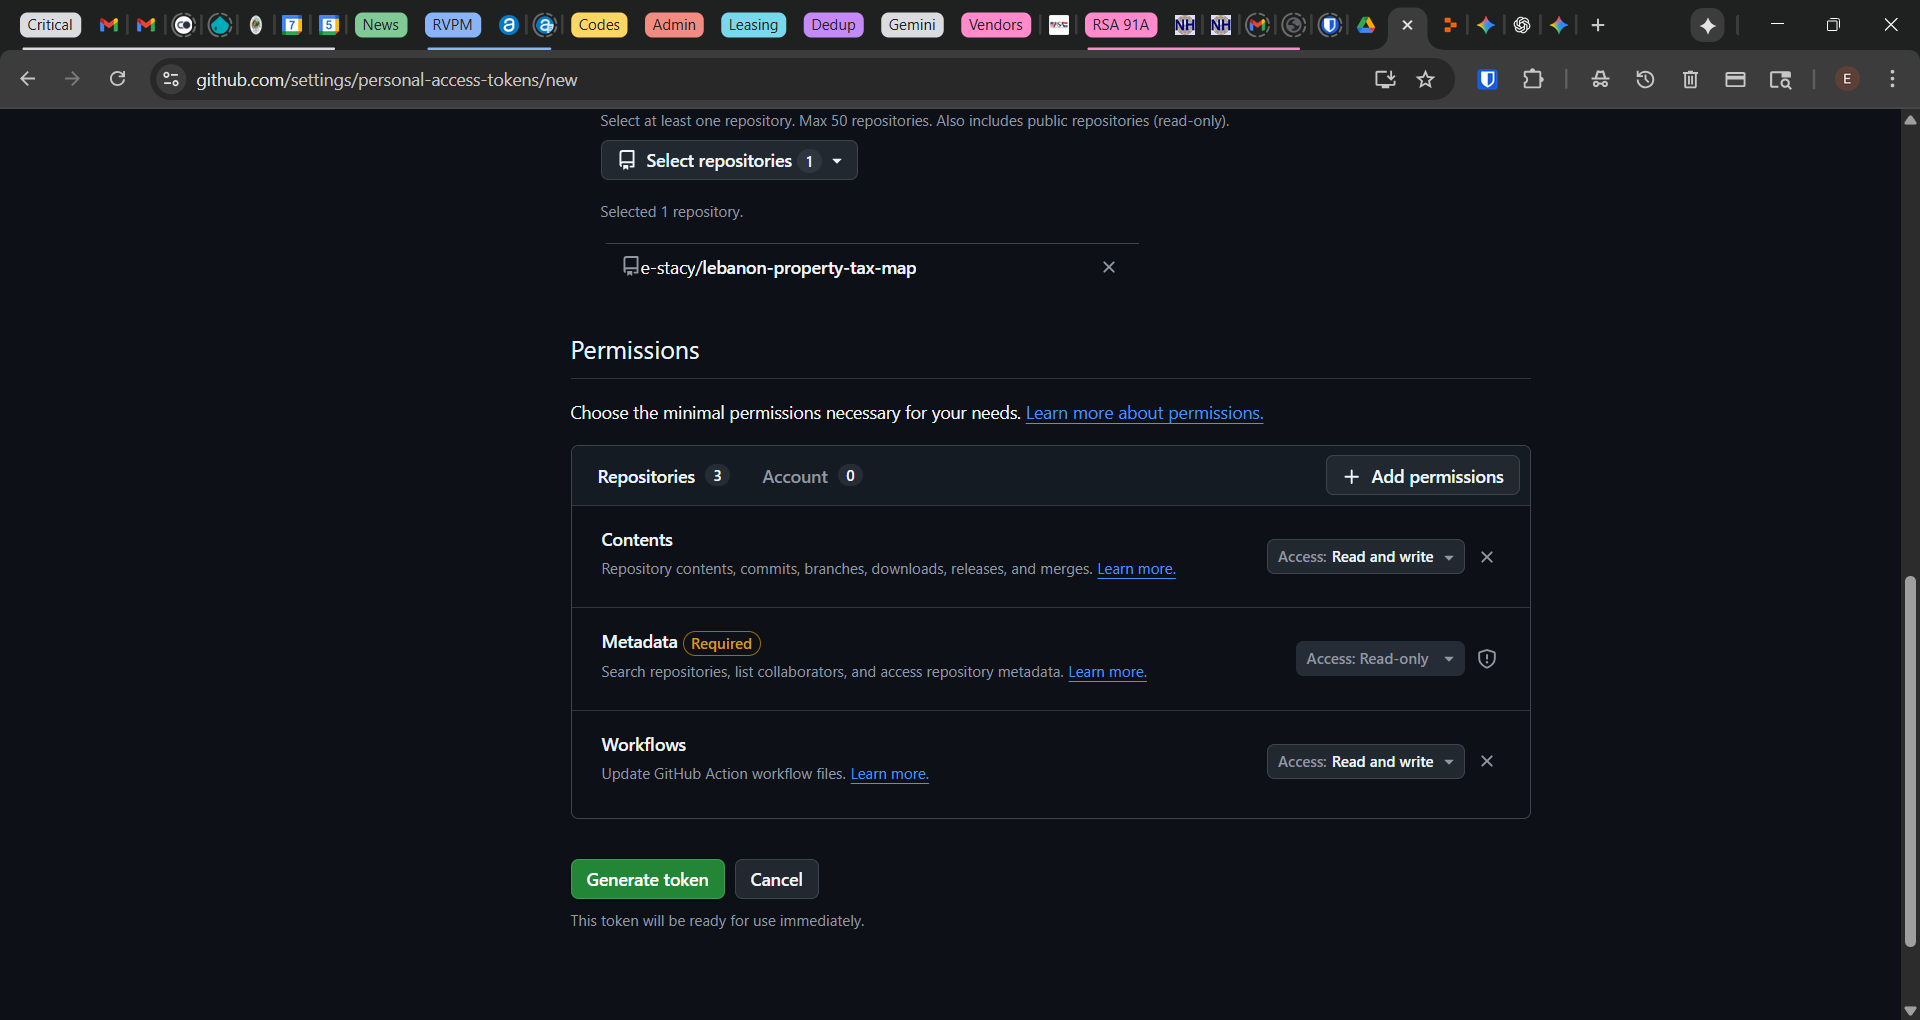 Critical
7
5
News
RVPM
Codes
Admin
Leasing
Dedup
Gemini
Vendors
RSA 91A
NH
NH
github.com/settings/personal-access-tokens/new
E
Select at least one repository. Max 50 repositories. Also includes public repositories (read-only).
Select repositories 1
Selected 1 repository.
e-stacy/lebanon-property-tax-map
Permissions
Choose the minimal permissions necessary for your needs. Learn more about permissions.
Repositories 3 Account 0 Add permissions
Contents
Repository contents, commits, branches, downloads, releases, and merges. Learn more.
Access: Read and write
Metadata Required
Search repositories, list collaborators, and access repository metadata. Learn more.
Access: Read-only
Workflows
Update GitHub Action workflow files. Learn more.
Access: Read and write
Generate token Cancel
This token will be ready for use immediately.